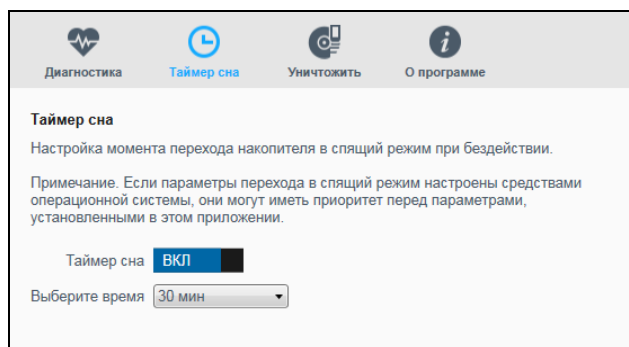 Диагностика Таймер сна Уничтожить О программе
Таймер сна
Настройка момента перехода накопителя в спящий режим при бездействии.
Примечание. Если параметры перехода в спящий режим настроены средствами
операционной системы, они могут иметь приоритет перед параметрами,
установленными в этом приложении.
Таймер сна ВКЛ
Выберите время 30 мин